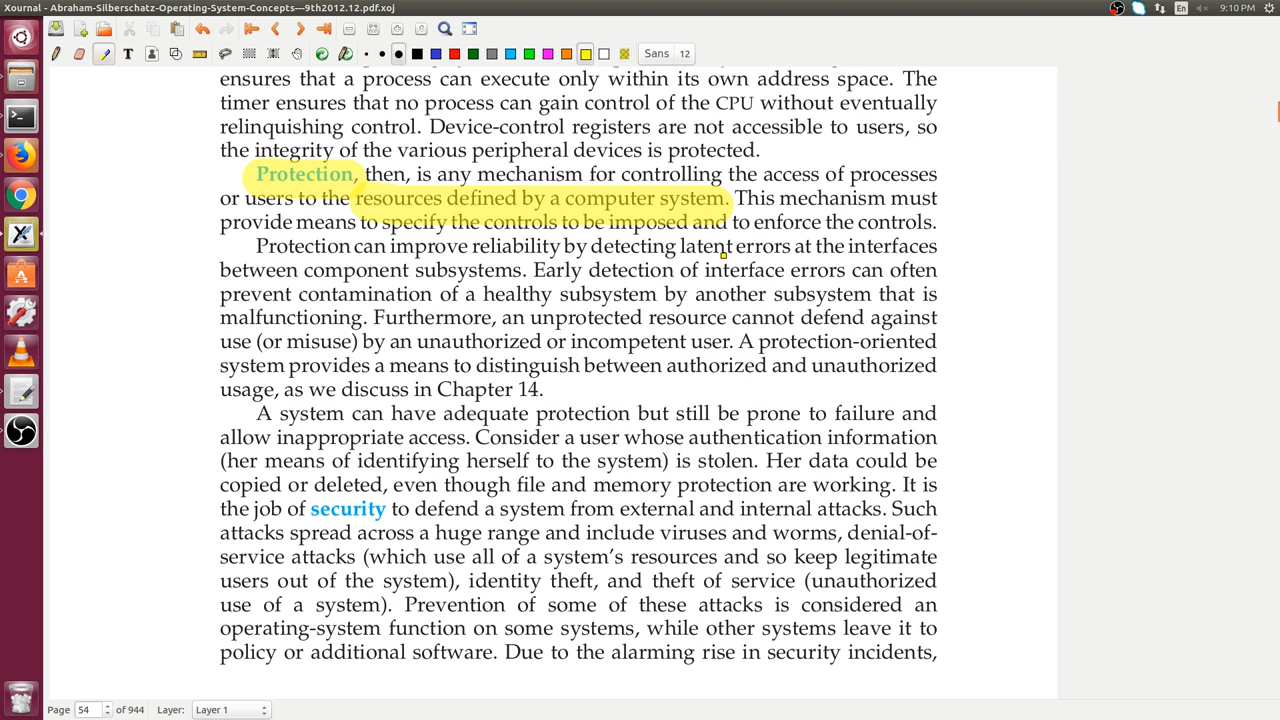 Xournal - Abraham-Silberschatz-Operating-System-Concepts---9th2012.12.pdf.xoj
En
9:10 PM
Sans 12
ensures that a process can execute only within its own address space. The
timer ensures that no process can gain control of the CPU without eventually
relinquishing control. Device-control registers are not accessible to users, so
the integrity of the various peripheral devices is protected.
Protection, then, is any mechanism for controlling the access of processes
or users to the resources defined by a computer system. This mechanism must
provide means to specify the controls to be imposed and to enforce the controls.
Protection can improve reliability by detecting latent errors at the interfaces
between component subsystems. Early detection of interface errors can often
prevent contamination of a healthy subsystem by another subsystem that is
malfunctioning. Furthermore, an unprotected resource cannot defend against
use (or misuse) by an unauthorized or incompetent user. A protection-oriented
system provides a means to distinguish between authorized and unauthorized
usage, as we discuss in Chapter 14.
A system can have adequate protection but still be prone to failure and
allow inappropriate access. Consider a user whose authentication information
(her means of identifying herself to the system) is stolen. Her data could be
copied or deleted, even though file and memory protection are working. It is
the job of security to defend a system from external and internal attacks. Such
attacks spread across a huge range and include viruses and worms, denial-of-
service attacks (which use all of a system's resources and so keep legitimate
users out of the system), identity theft, and theft of service (unauthorized
use of a system). Prevention of some of these attacks is considered an
operating-system function on some systems, while other systems leave it to
policy or additional software. Due to the alarming rise in security incidents,
Page 54 of 944 Layer: Layer 1